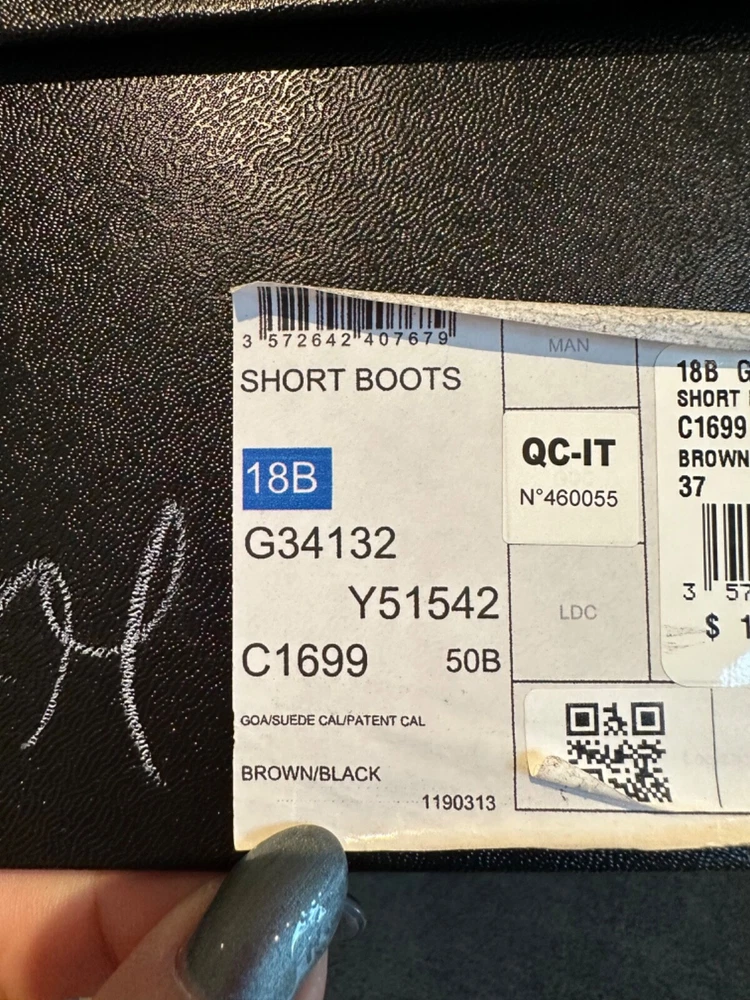 3 572642 407679
SHORT BOOTS
18B
G34132
Y51542
C1699 50B
GOA/SUEDE CAL/PATENT CAL
BROWN/BLACK
1190313
MAN
QC-IT
N°460055
LDC
18B G
SHORT
C1699
BROWN
37
3 57
$ 1